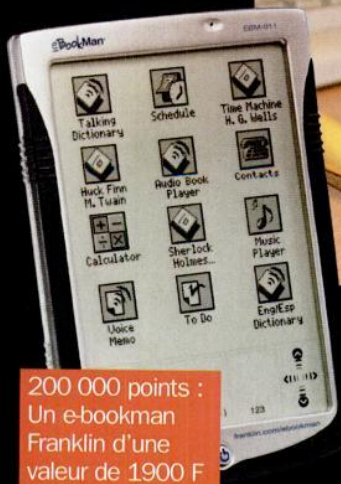 eBookMan
EBM-911
Talking
Dictionary
Schedule
Time Machine
H. G. Wells
Huck Finn
M. Twain
Audio Book
Player
Contacts
Calculator
Sherlock
Holmes...
Music
Player
Voice
Memo
To Do
Eng/Esp
Dictionary
123
franklin.com/ebookman
200 000 points :
Un e-bookman
Franklin d'une
valeur de 1900 F